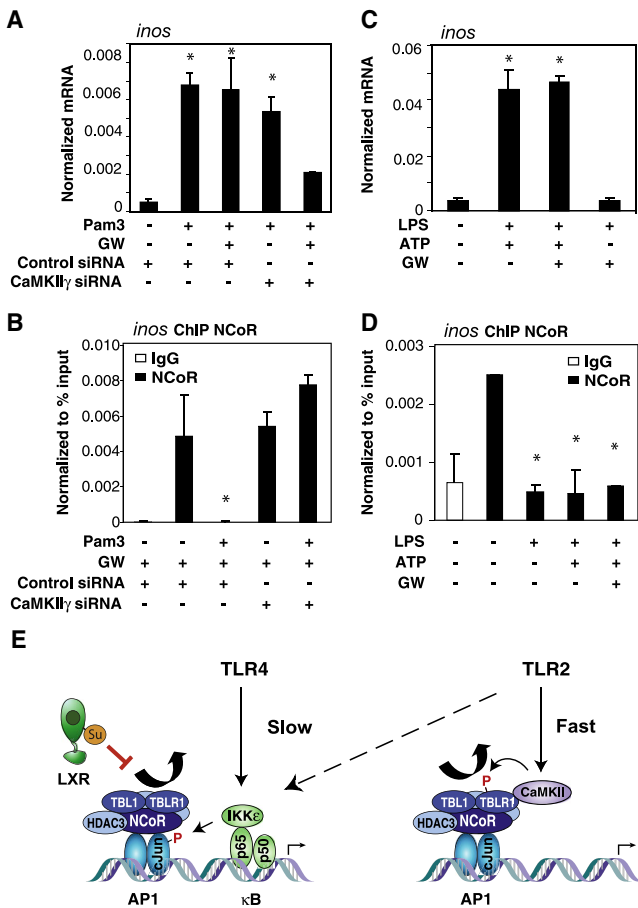 A
inos
Normalized mRNA
0.008
0.006
0.004
0.002
0
* * *
Pam3 - + + + +
GW - - + - +
Control siRNA + + + - -
CaMKIIγ siRNA - - - + +
C
inos
Normalized mRNA
0.06
0.04
0.02
0
* *
LPS - + + +
ATP - + + -
GW - - + +
B
inos ChIP NCoR
Normalized to % input
0.010
0.008
0.006
0.004
0.002
0
IgG
NCoR
*
Pam3 - - + - +
GW + + + + +
Control siRNA + + + - -
CaMKIIγ siRNA - - - + +
D
inos ChIP NCoR
Normalized to % input
0.003
0.002
0.001
0.000
IgG
NCoR
* * *
LPS - - + + +
ATP - - - + +
GW - - - - +
E
TLR4
Slow
TLR2
Fast
Su
LXR
TBL1
TBLR1
HDAC3
NCoR
cJun
P
IKKε
p65
p50
AP1
κB
P
CaMKII
TBL1
TBLR1
HDAC3
NCoR
cJun
AP1